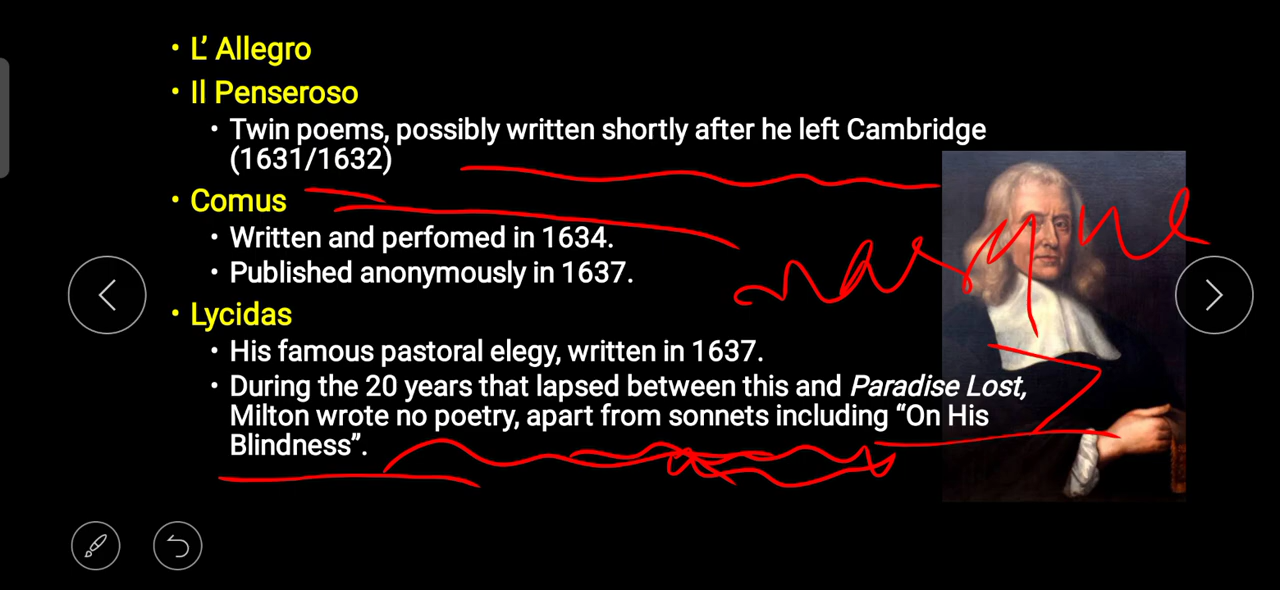 • L’ Allegro
• Il Penseroso
• Twin poems, possibly written shortly after he left Cambridge
(1631/1632)
• Comus
• Written and perfomed in 1634.
• Published anonymously in 1637.
masque
• Lycidas
• His famous pastoral elegy, written in 1637.
• During the 20 years that lapsed between this and Paradise Lost,
Milton wrote no poetry, apart from sonnets including “On His
Blindness”.